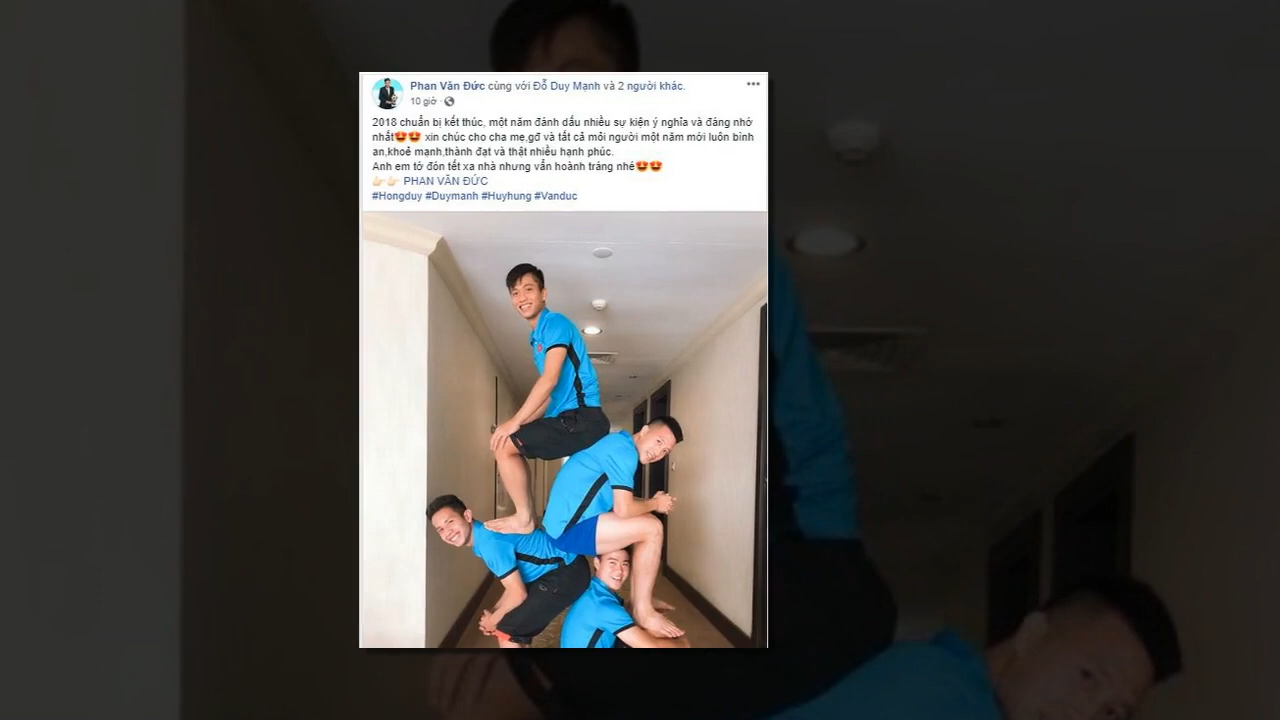 Phan Văn Đức cùng với Đỗ Duy Mạnh và 2 người khác.
10 giờ
2018 chuẩn bị kết thúc, một năm đánh dấu nhiều sự kiện ý nghĩa và đáng nhớ
nhất🤩🤩 xin chúc cho cha mẹ,gđ và tất cả mỏi người một năm mới luôn bình
an,khoẻ mạnh,thành đạt và thật nhiều hạnh phúc.
Anh em tớ đón tết xa nhà nhưng vẫn hoành tráng nhé🤩🤩
👉🏻👉🏻 PHAN VĂN ĐỨC
#Hongduy #Duymanh #Huyhung #Vanduc